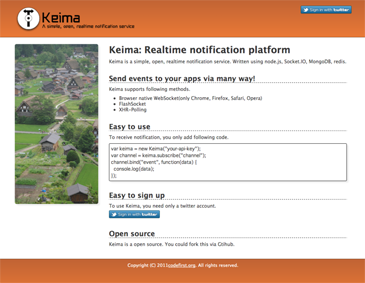 Keima
A simple, open, realtime notification service
Sign in with twitter
Keima: Realtime notification platform
Keima is a simple, open, realtime notification service. Written using node.js, Socket.IO, MongoDB, redis.
Send events to your apps via many way!
Keima supports following methods.
Browser native WebSocket(only Chrome, Firefox, Safari, Opera)
FlashSocket
XHR-Polling
Easy to use
To receive notification, you only add following code.
var keima = new Keima("your-api-key");
var channel = keima.subscribe("channel");
channel.bind("event", function(data) {
console.log(data);
});
Easy to sign up
To use Keima, you need only a twitter account.
Sign in with twitter
Open source
Keima is a open source. You could fork this via Github.
Copyright (C) 2011codefirst.org. All rights reserved.